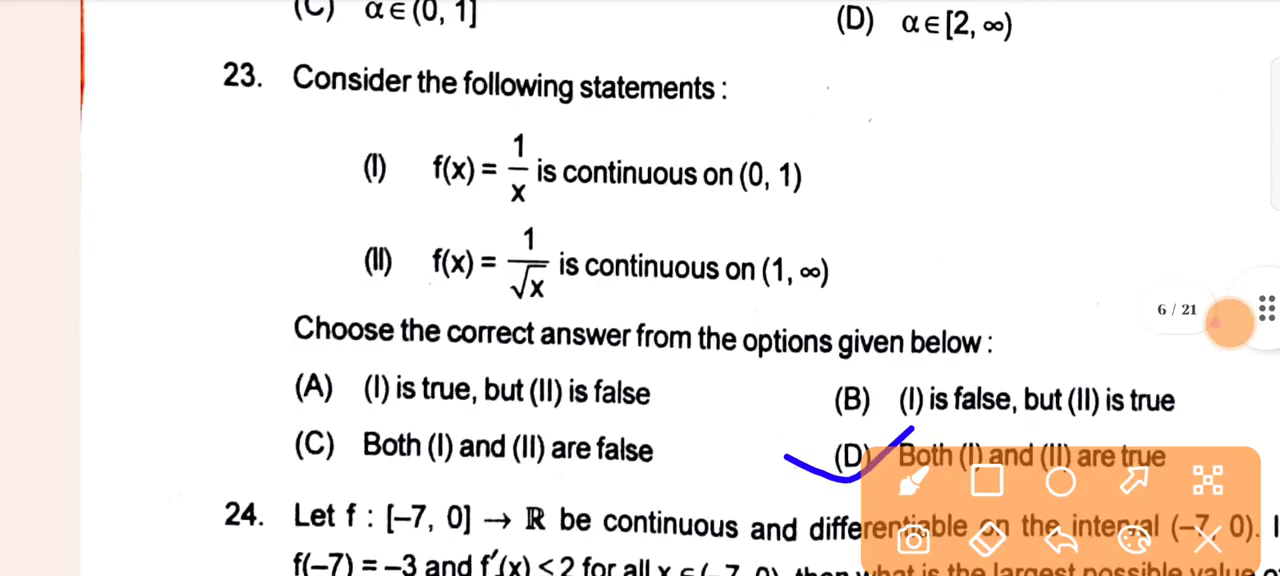 (C) α ∈ (0, 1]
(D) α ∈ [2, ∞)
23. Consider the following statements :
(I) f(x) = 1/x is continuous on (0, 1)
(II) f(x) = 1/√x is continuous on (1, ∞)
6 / 21
Choose the correct answer from the options given below :
(A) (I) is true, but (II) is false
(B) (I) is false, but (II) is true
(C) Both (I) and (II) are false
(D) Both (I) and (II) are true
24. Let f : [–7, 0] → ℝ be continuous and differentiable on the interval (–7, 0). I
f(–7) = –3 and f′(x) < 2 for all x ∈ (–7, 0), then what is the largest possible value